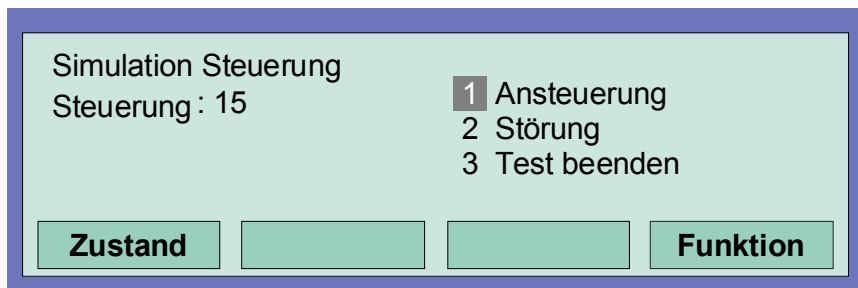 Simulation Steuerung
Steuerung : 15
1 Ansteuerung
2 Störung
3 Test beenden
Zustand
Funktion